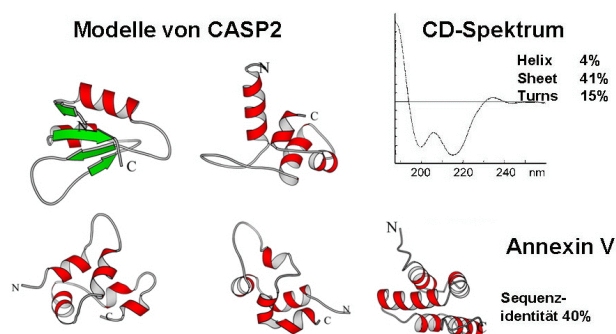 Modelle von CASP2
CD-Spektrum
Helix 4%
Sheet 41%
Turns 15%
200 220 240 nm
N
C
N
C
N
C
N
C
N
C
Annexin V
Sequenz-
identität 40%